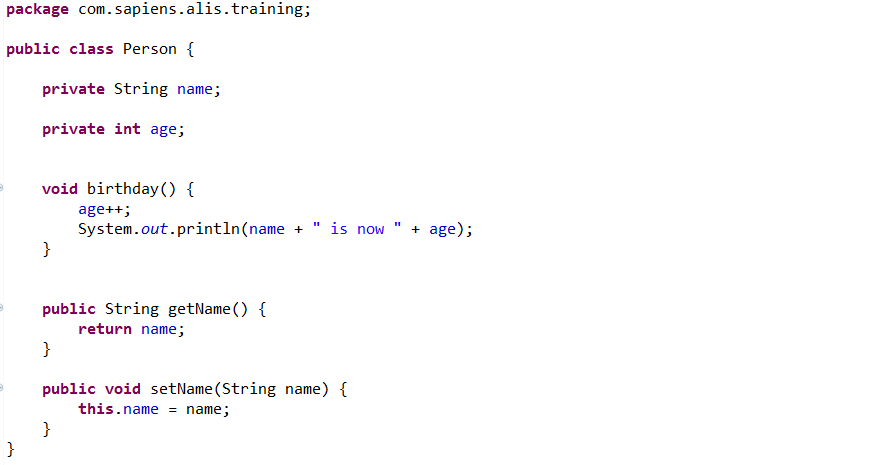 package com.sapiens.alis.training;
public class Person {
private String name;
private int age;
void birthday() {
age++;
System.out.println(name + " is now " + age);
}
public String getName() {
return name;
}
public void setName(String name) {
this.name = name;
}
}